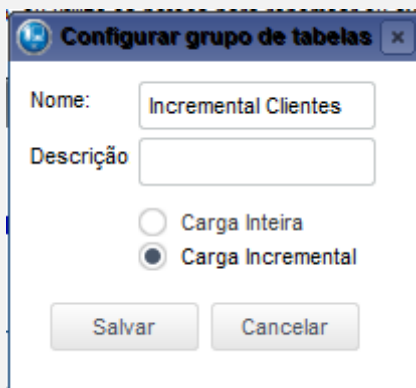 Configurar grupo de tabelas
Nome:
Incremental Clientes
Descrição
Carga Inteira
Carga Incremental
Salvar
Cancelar